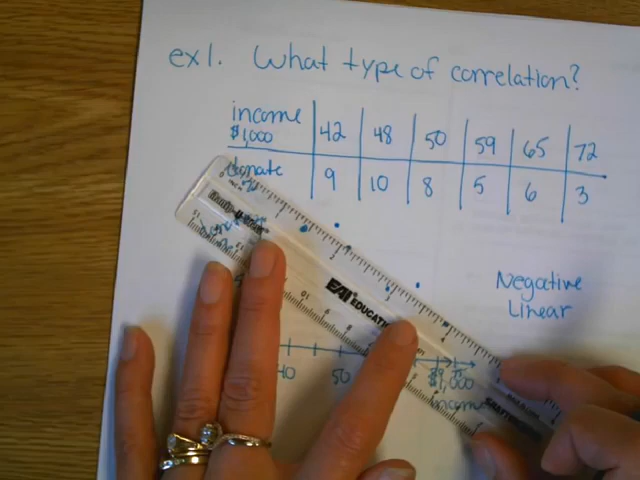 ex1. What type of correlation?
income $1,000 42 48 50 59 65 72
donate 9 10 8 5 6 3
Negative
Linear
EAI EDUCATION
40 50
$1,000
income